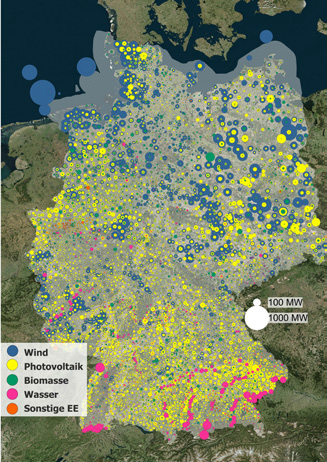 100 MW
1000 MW
Wind
Photovoltaik
Biomasse
Wasser
Sonstige EE